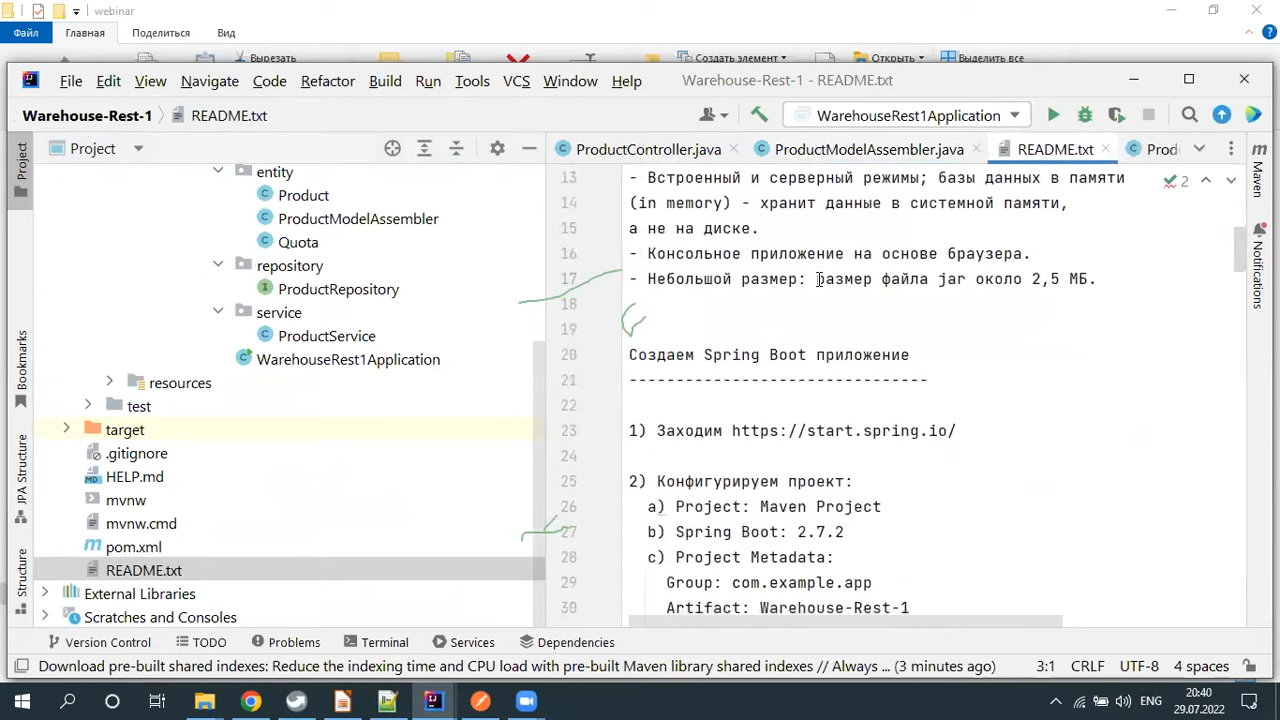 webinar
Файл Главная Поделиться Вид
Вырезать Создать элемент Открыть Выделить все
File Edit View Navigate Code Refactor Build Run Tools VCS Window Help Warehouse-Rest-1 - README.txt
Warehouse-Rest-1 README.txt WarehouseRest1Application
Project ProductController.java ProductModelAssembler.java README.txt Prod
entity
Product
ProductModelAssembler
Quota
repository
ProductRepository
service
ProductService
WarehouseRest1Application
resources
test
target
.gitignore
HELP.md
mvnw
mvnw.cmd
pom.xml
README.txt
External Libraries
Scratches and Consoles
13 - Встроенный и серверный режимы; базы данных в памяти
14 (in memory) - хранит данные в системной памяти,
15 а не на диске.
16 - Консольное приложение на основе браузера.
17 - Небольшой размер: размер файла jar около 2,5 МБ.
18
19
20 Создаем Spring Boot приложение
21 --------------------------------
22
23 1) Заходим https://start.spring.io/
24
25 2) Конфигурируем проект:
26 a) Project: Maven Project
27 b) Spring Boot: 2.7.2
28 c) Project Metadata:
29 Group: com.example.app
30 Artifact: Warehouse-Rest-1
2
Project
Bookmarks
JPA Structure
Structure
Maven
Notifications
Version Control TODO Problems Terminal Services Dependencies
Download pre-built shared indexes: Reduce the indexing time and CPU load with pre-built Maven library shared indexes // Always ... (3 minutes ago) 3:1 CRLF UTF-8 4 spaces
ENG 20:40
29.07.2022